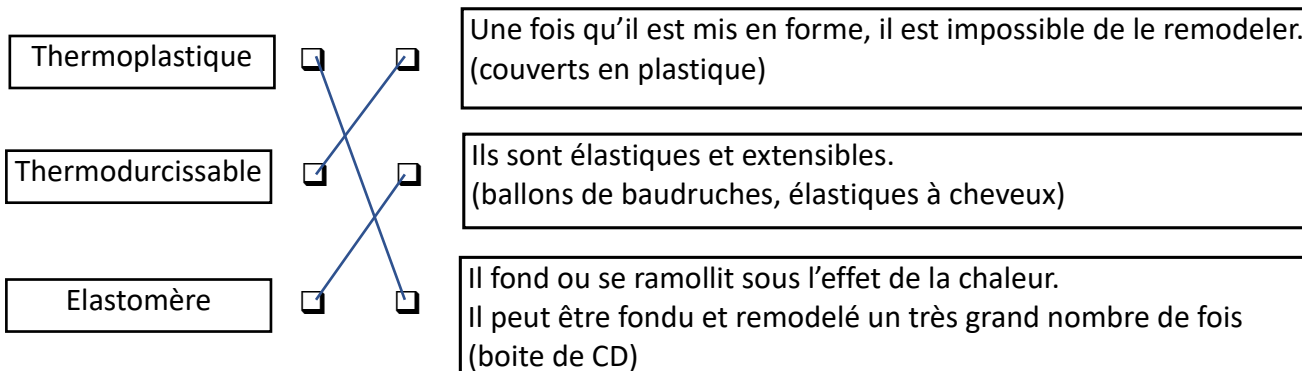 Thermoplastique
Une fois qu’il est mis en forme, il est impossible de le remodeler.
(couverts en plastique)
Thermodurcissable
Ils sont élastiques et extensibles.
(ballons de baudruches, élastiques à cheveux)
Elastomère
Il fond ou se ramollit sous l’effet de la chaleur.
Il peut être fondu et remodelé un très grand nombre de fois
(boite de CD)